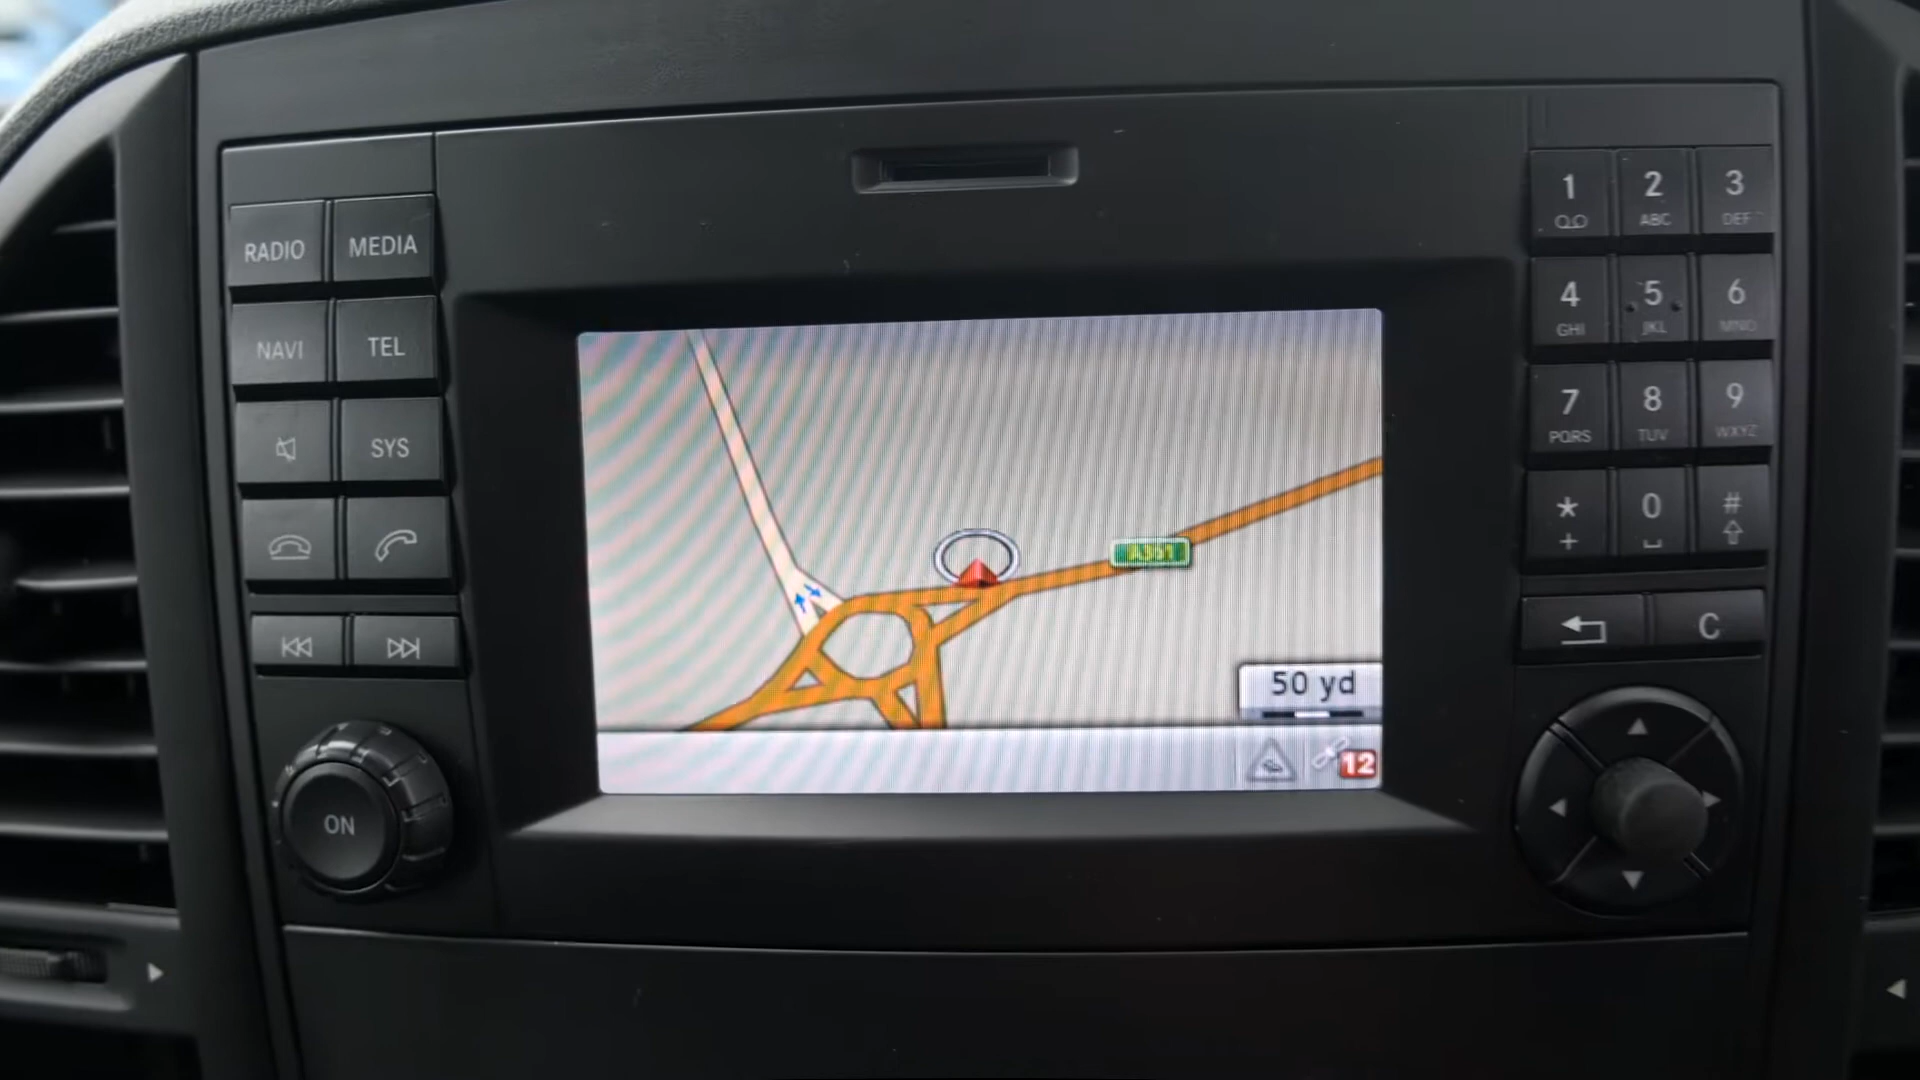 RADIO MEDIA
NAVI TEL
SYS
ON
50 yd
12
1 2 3
ABC DEF
4 5 6
GHI JKL MNO
7 8 9
PQRS TUV WXYZ
* 0 #
+
C